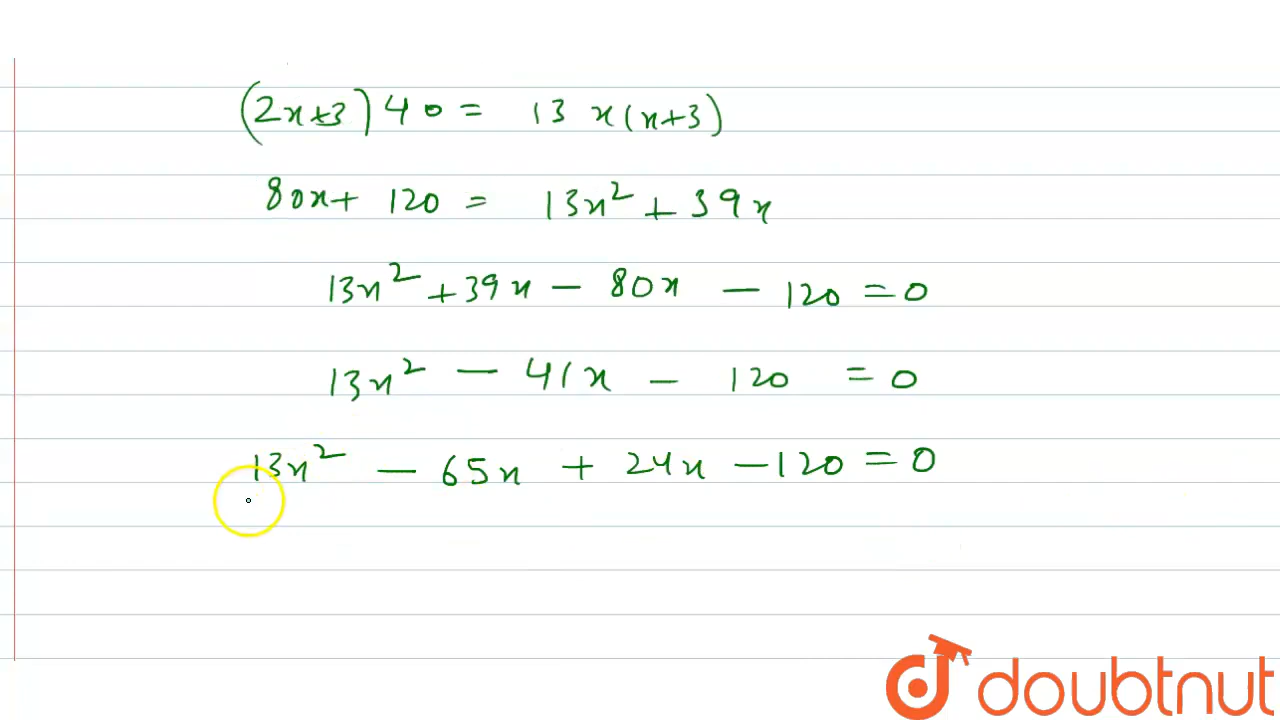 (2x+3) 40 = 13 x(x+3)
80x + 120 = 13x² + 39x
13x² + 39x - 80x - 120 = 0
13x² - 41x - 120 = 0
13x² - 65x + 24x - 120 = 0
doubtnut